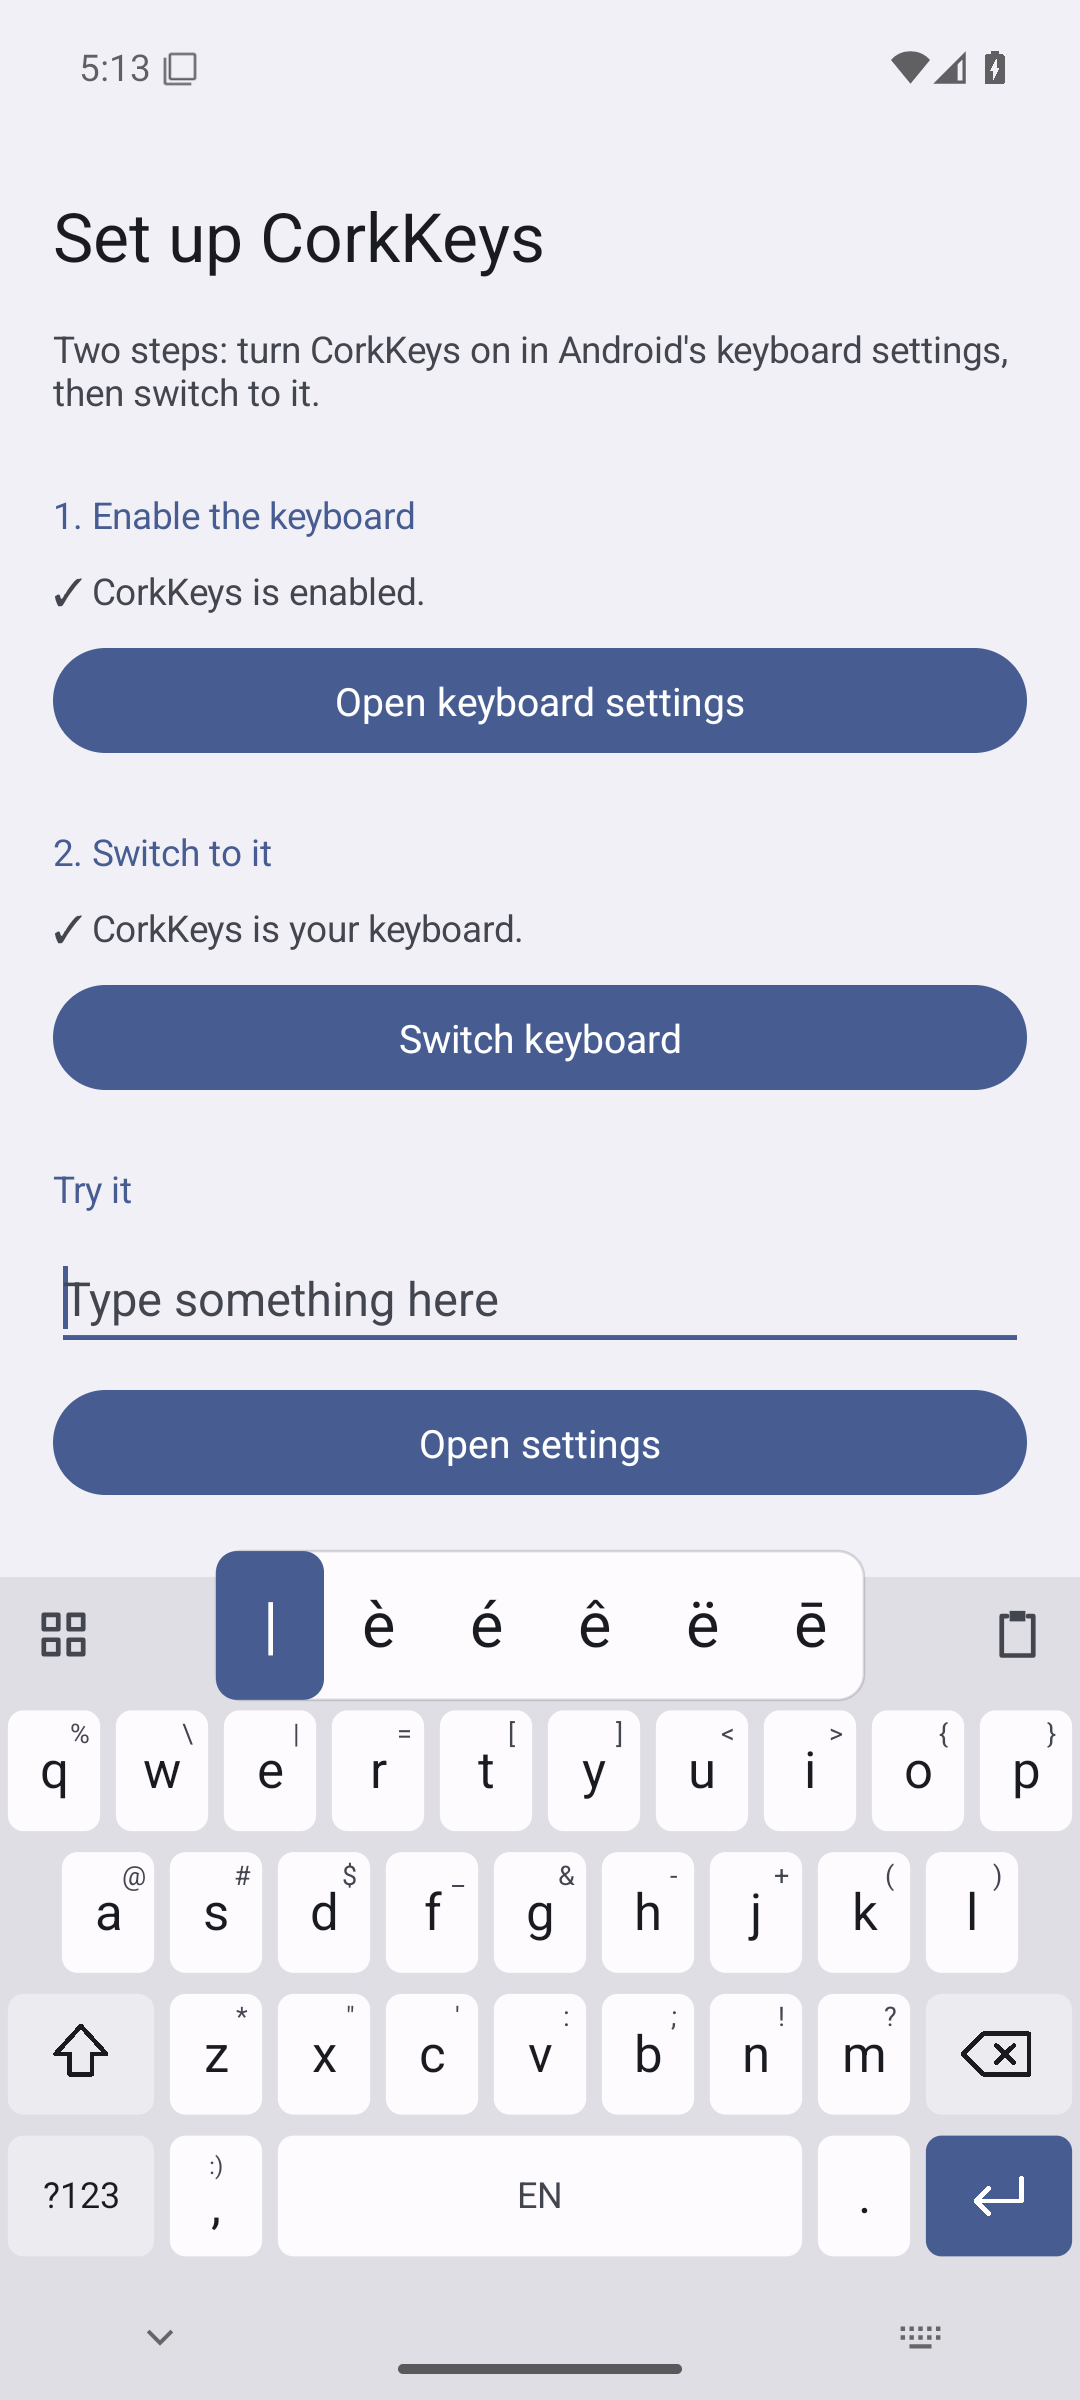 5:13
Set up CorkKeys
Two steps: turn CorkKeys on in Android's keyboard settings,
then switch to it.
1. Enable the keyboard
✓ CorkKeys is enabled.
Open keyboard settings
2. Switch to it
✓ CorkKeys is your keyboard.
Switch keyboard
Try it
Type something here
Open settings
| è é ê ë ē
% \ | = [ ] < > { }
q w e r t y u i o p
@ # $ _ & - + ( )
a s d f g h j k l
* " ' : ; ! ?
z x c v b n m
:)
?123 , EN .